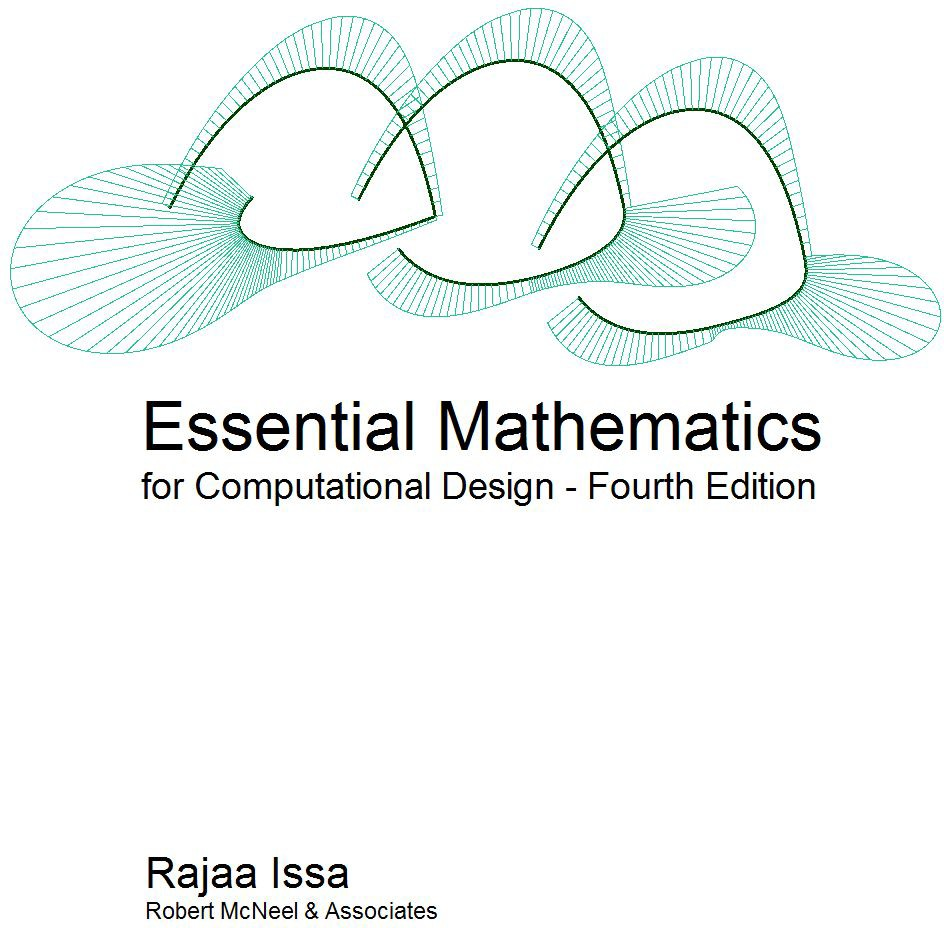 Essential Mathematics
for Computational Design - Fourth Edition
Rajaa Issa
Robert McNeel & Associates